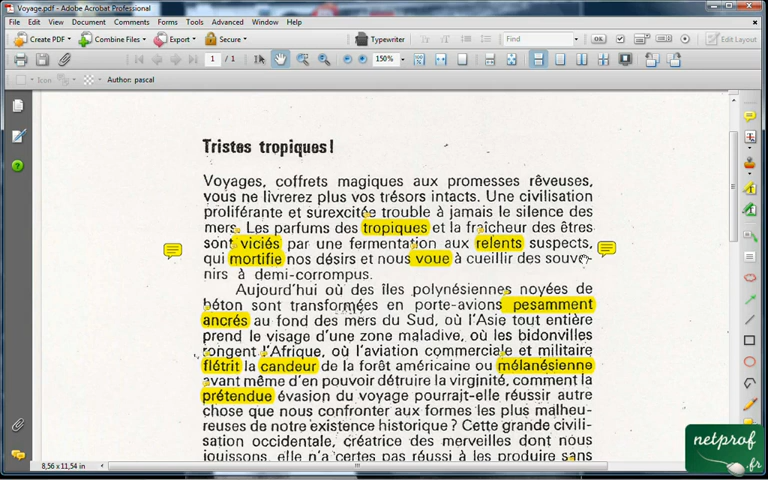 Voyage.pdf - Adobe Acrobat Professional
File Edit View Document Comments Forms Tools Advanced Window Help
Create PDF Combine Files Export Secure Typewriter Find OK Edit Layout
1 / 1 150%
Icon: Author: pascal
Tristes tropiques!
Voyages, coffrets magiques aux promesses rêveuses,
vous ne livrerez plus vos trésors intacts. Une civilisation
proliférante et surexcitée trouble à jamais le silence des
mers. Les parfums des tropiques et la fraîcheur des êtres
sont viciés par une fermentation aux relents suspects,
qui mortifie nos désirs et nous voue à cueillir des souve-
nirs à demi-corrompus.
Aujourd'hui où des îles polynésiennes noyées de
béton sont transformées en porte-avions pesamment
ancrés au fond des mers du Sud, où l'Asie tout entière
prend le visage d'une zone maladive, où les bidonvilles
rongent l'Afrique, où l'aviation commerciale et militaire
flétrit la candeur de la forêt américaine ou mélanésienne
avant même d'en pouvoir détruire la virginité, comment la
prétendue évasion du voyage pourrait-elle réussir autre
chose que nous confronter aux formes les plus malheu-
reuses de notre existence historique ? Cette grande civili-
sation occidentale, créatrice des merveilles dont nous
jouissons, elle n'a certes pas réussi à les produire sans
8,56 x 11,54 in
netprof
.fr